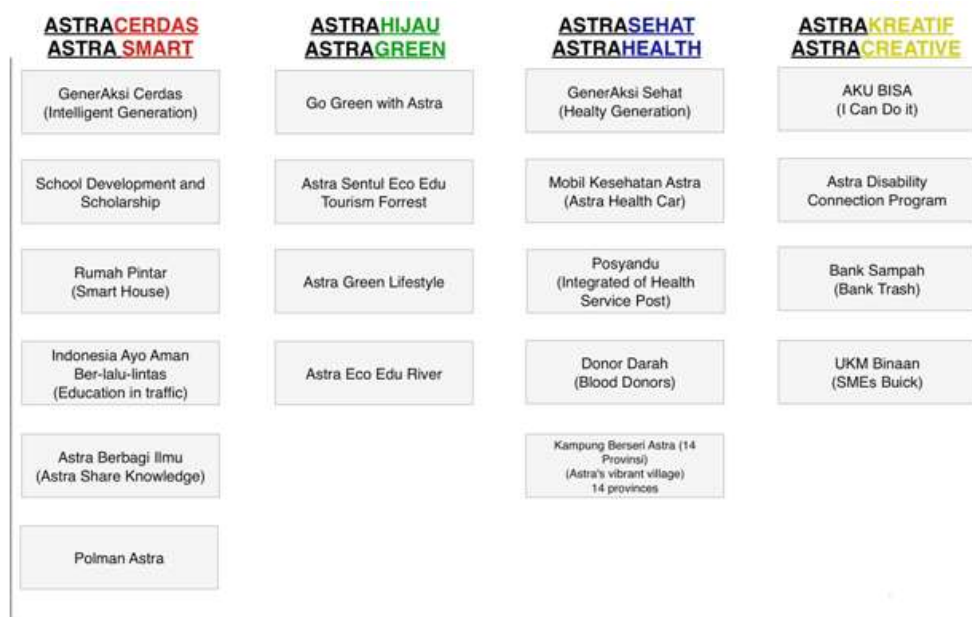 ASTRACERDAS
ASTRA SMART
GenerAksi Cerdas
(Intelligent Generation)
School Development and
Scholarship
Rumah Pintar
(Smart House)
Indonesia Ayo Aman
Ber-lalu-lintas
(Education in traffic)
Astra Berbagi Ilmu
(Astra Share Knowledge)
Polman Astra
ASTRAHIJAU
ASTRAGREEN
Go Green with Astra
Astra Sentul Eco Edu
Tourism Forrest
Astra Green Lifestyle
Astra Eco Edu River
ASTRASEHAT
ASTRAHEALTH
GenerAksi Sehat
(Healty Generation)
Mobil Kesehatan Astra
(Astra Health Car)
Posyandu
(Integrated of Health
Service Post)
Donor Darah
(Blood Donors)
Kampung Berseri Astra (14
Provinsi)
(Astra's vibrant village)
14 provinces
ASTRAKREATIF
ASTRACREATIVE
AKU BISA
(I Can Do it)
Astra Disability
Connection Program
Bank Sampah
(Bank Trash)
UKM Binaan
(SMEs Buick)